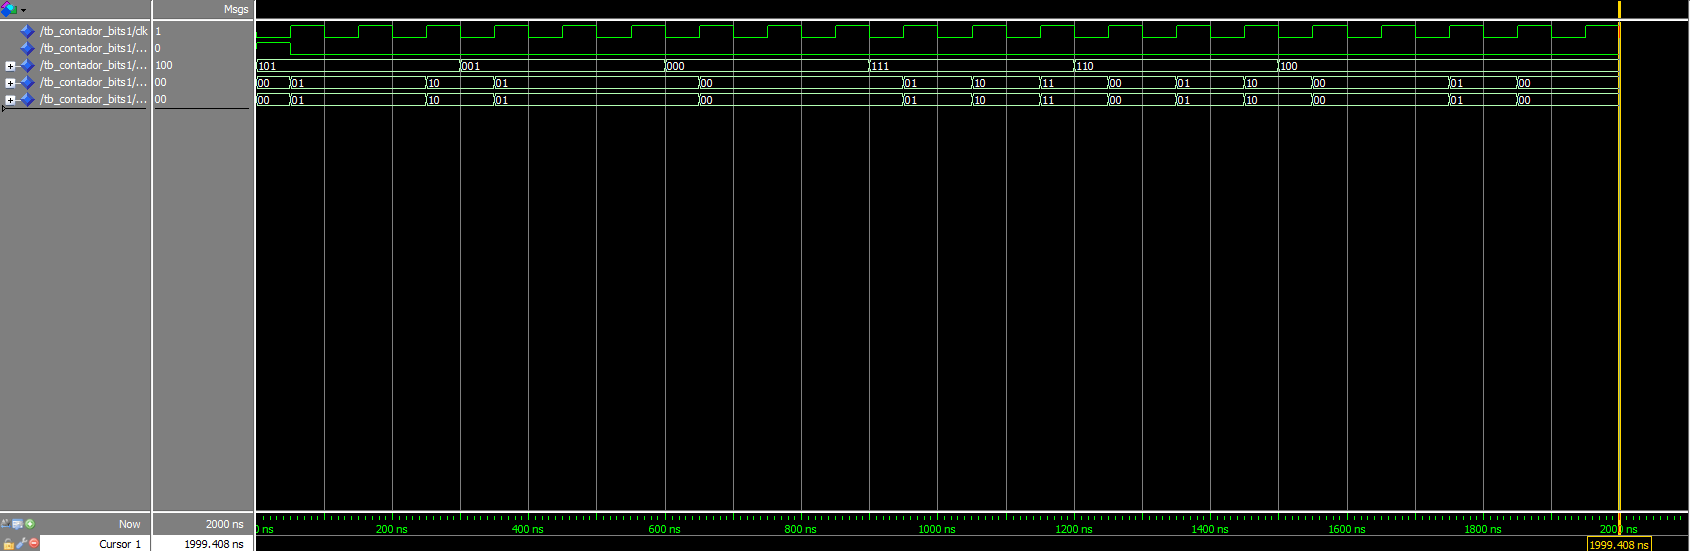 Msgs
/tb_contador_bits1/clk 1
/tb_contador_bits1/... 0
/tb_contador_bits1/... 100 101 001 000 111 110 100
/tb_contador_bits1/... 00 00 01 10 01 00 01 10 11 00 01 10 00 01 00
/tb_contador_bits1/... 00 00 01 10 01 00 01 10 11 00 01 10 00 01 00
Now 2000 ns 0 ns 200 ns 400 ns 600 ns 800 ns 1000 ns 1200 ns 1400 ns 1600 ns 1800 ns 2000 ns
Cursor 1 1999.408 ns 1999.408 ns